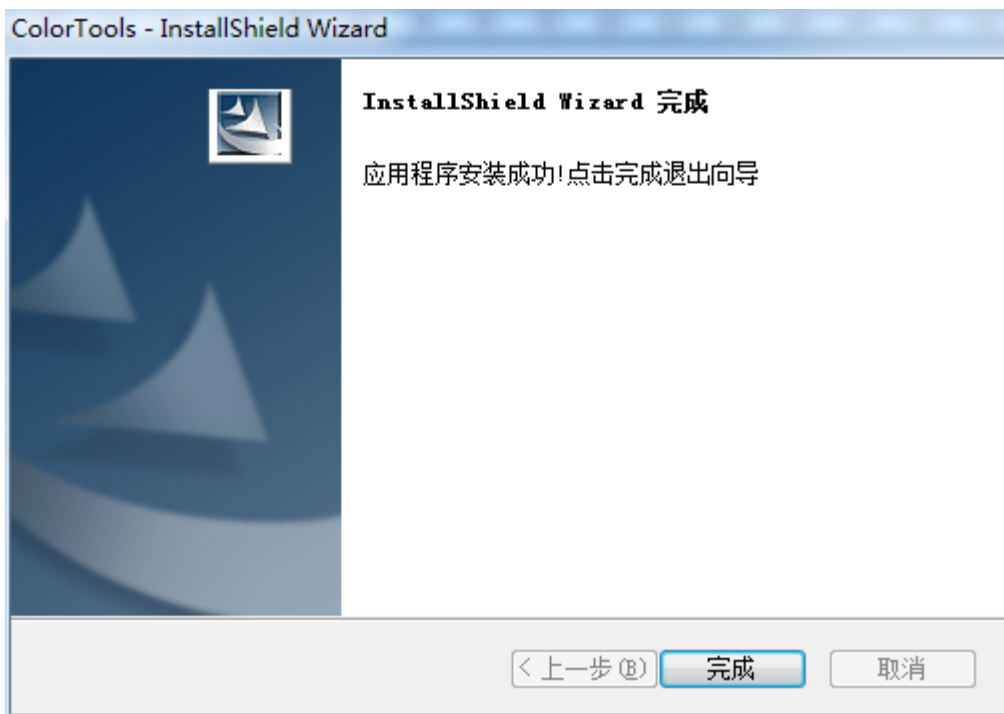 ColorTools - InstallShield Wizard
InstallShield Wizard 完成
应用程序安装成功!点击完成退出向导
< 上一步(B)
完成
取消